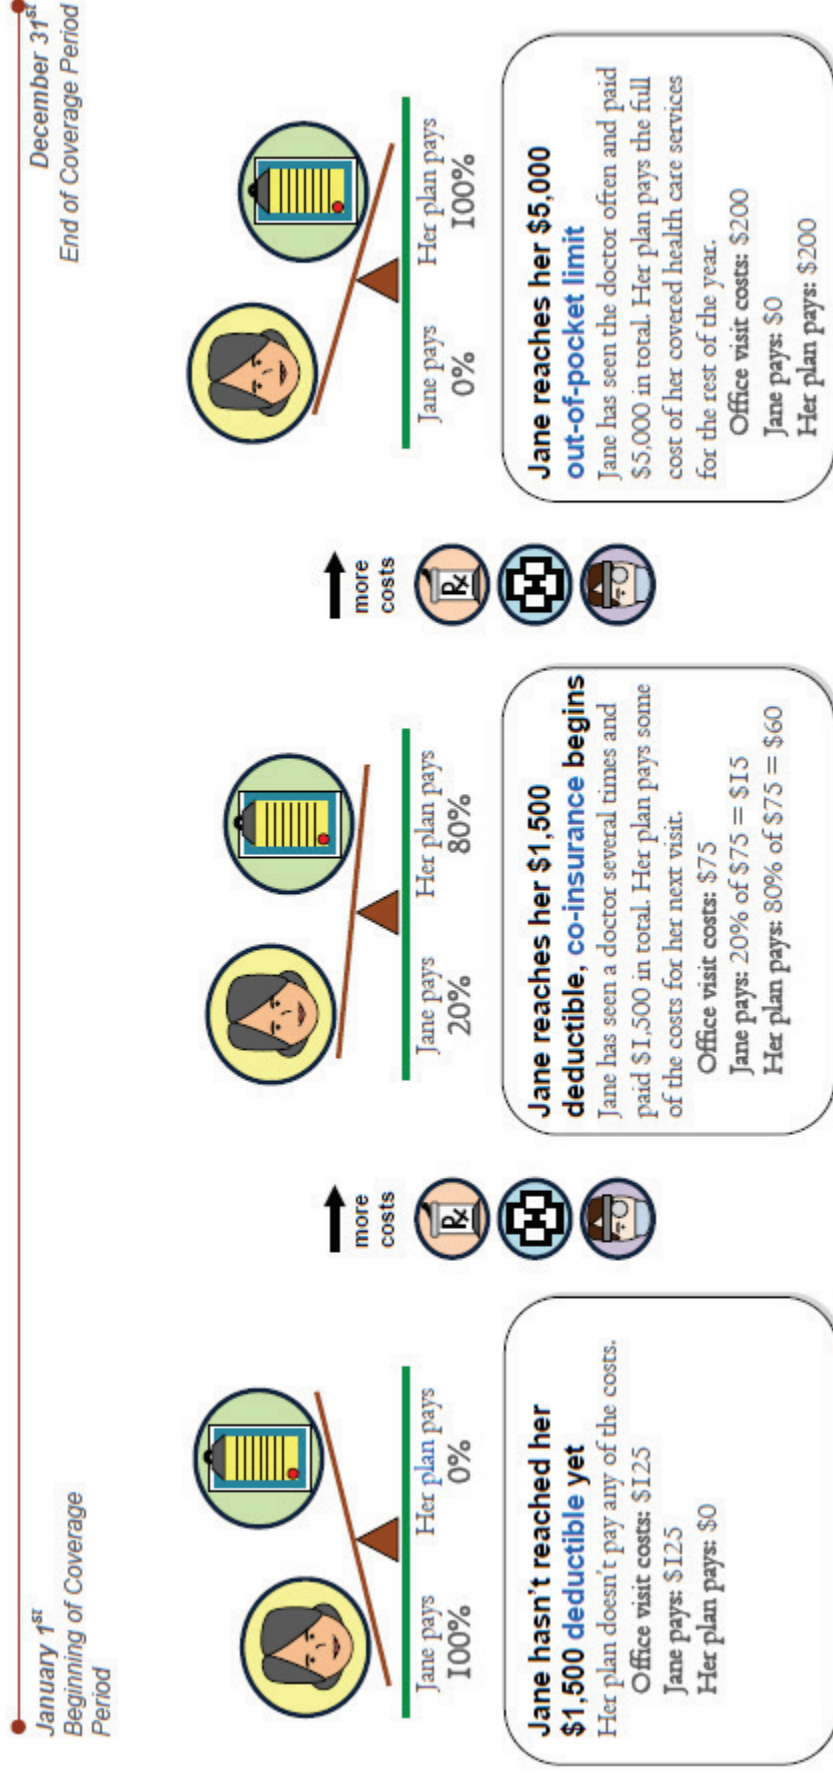 January 1st
Beginning of Coverage
Period
December 31st
End of Coverage Period
Jane pays
100%
Her plan pays
0%
more
costs
Rx
H
Jane pays
20%
Her plan pays
80%
more
costs
Rx
H
Jane pays
0%
Her plan pays
100%
Jane hasn't reached her
$1,500 deductible yet
Her plan doesn't pay any of the costs.
Office visit costs: $125
Jane pays: $125
Her plan pays: $0
Jane reaches her $1,500
deductible, co-insurance begins
Jane has seen a doctor several times and
paid $1,500 in total. Her plan pays some
of the costs for her next visit.
Office visit costs: $75
Jane pays: 20% of $75 = $15
Her plan pays: 80% of $75 = $60
Jane reaches her $5,000
out-of-pocket limit
Jane has seen the doctor often and paid
$5,000 in total. Her plan pays the full
cost of her covered health care services
for the rest of the year.
Office visit costs: $200
Jane pays: $0
Her plan pays: $200